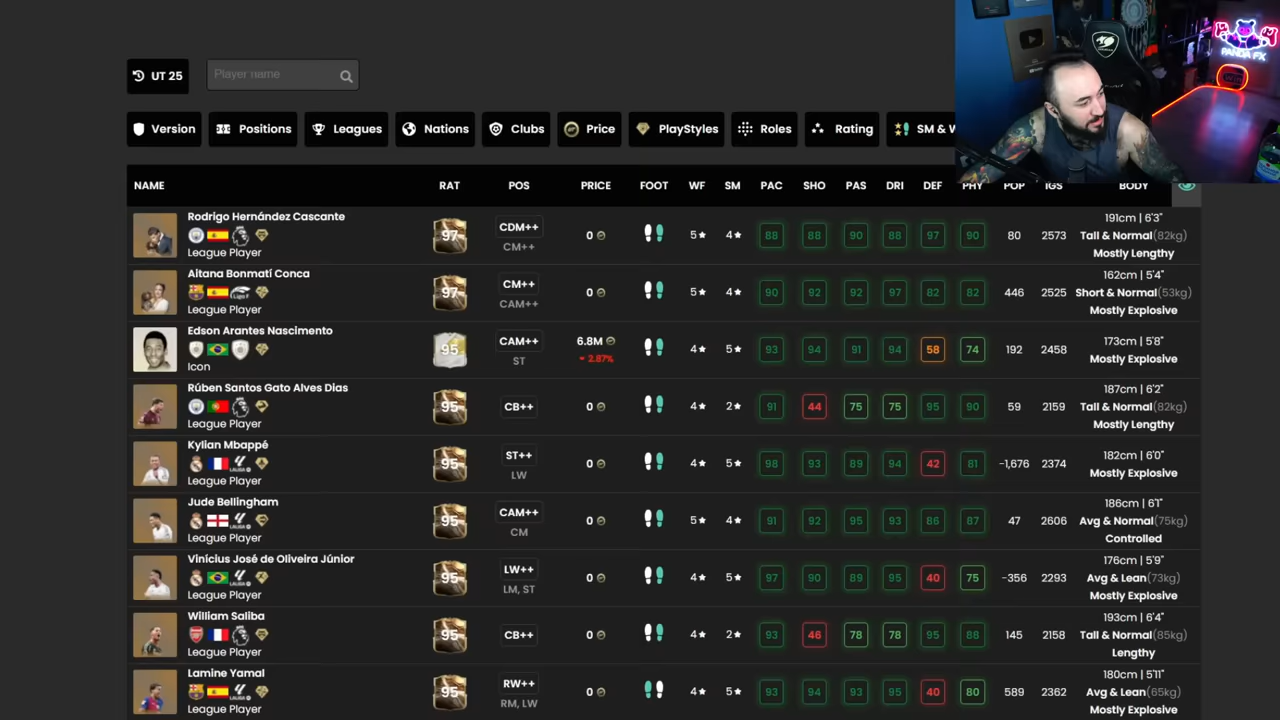 PANDA FX
UT 25
Player name
Version
Positions
Leagues
Nations
Clubs
Price
PlayStyles
Roles
Rating
SM & W
NAME RAT POS PRICE FOOT WF SM PAC SHO PAS DRI DEF PHY POP IGS BODY
Rodrigo Hernández Cascante
League Player
97 CDM++ CM++ 0 5★ 4★ 88 88 90 88 97 90 80 2573
191cm | 6'3"
Tall & Normal(82kg)
Mostly Lengthy
Aitana Bonmatí Conca
League Player
97 CM++ CAM++ 0 5★ 4★ 90 92 92 97 82 82 446 2525
162cm | 5'4"
Short & Normal(53kg)
Mostly Explosive
Edson Arantes Nascimento
Icon
95 CAM++ ST 6.8M 2.87% 4★ 5★ 93 94 91 94 58 74 192 2458
173cm | 5'8"
Mostly Explosive
Rúben Santos Gato Alves Dias
League Player
95 CB++ 0 4★ 2★ 91 44 75 75 95 90 59 2159
187cm | 6'2"
Tall & Normal(82kg)
Mostly Lengthy
Kylian Mbappé
League Player
95 ST++ LW 0 4★ 5★ 98 93 89 94 42 81 -1,676 2374
182cm | 6'0"
Mostly Explosive
Jude Bellingham
League Player
95 CAM++ CM 0 5★ 4★ 91 92 95 93 86 87 47 2606
186cm | 6'1"
Avg & Normal(75kg)
Controlled
Vinícius José de Oliveira Júnior
League Player
95 LW++ LM, ST 0 4★ 5★ 97 90 89 95 40 75 -356 2293
176cm | 5'9"
Avg & Lean(73kg)
Mostly Explosive
William Saliba
League Player
95 CB++ 0 4★ 2★ 93 46 78 78 95 88 145 2158
193cm | 6'4"
Tall & Normal(85kg)
Lengthy
Lamine Yamal
League Player
95 RW++ RM, LW 0 4★ 5★ 93 94 93 95 40 80 589 2362
180cm | 5'11"
Avg & Lean(65kg)
Mostly Explosive